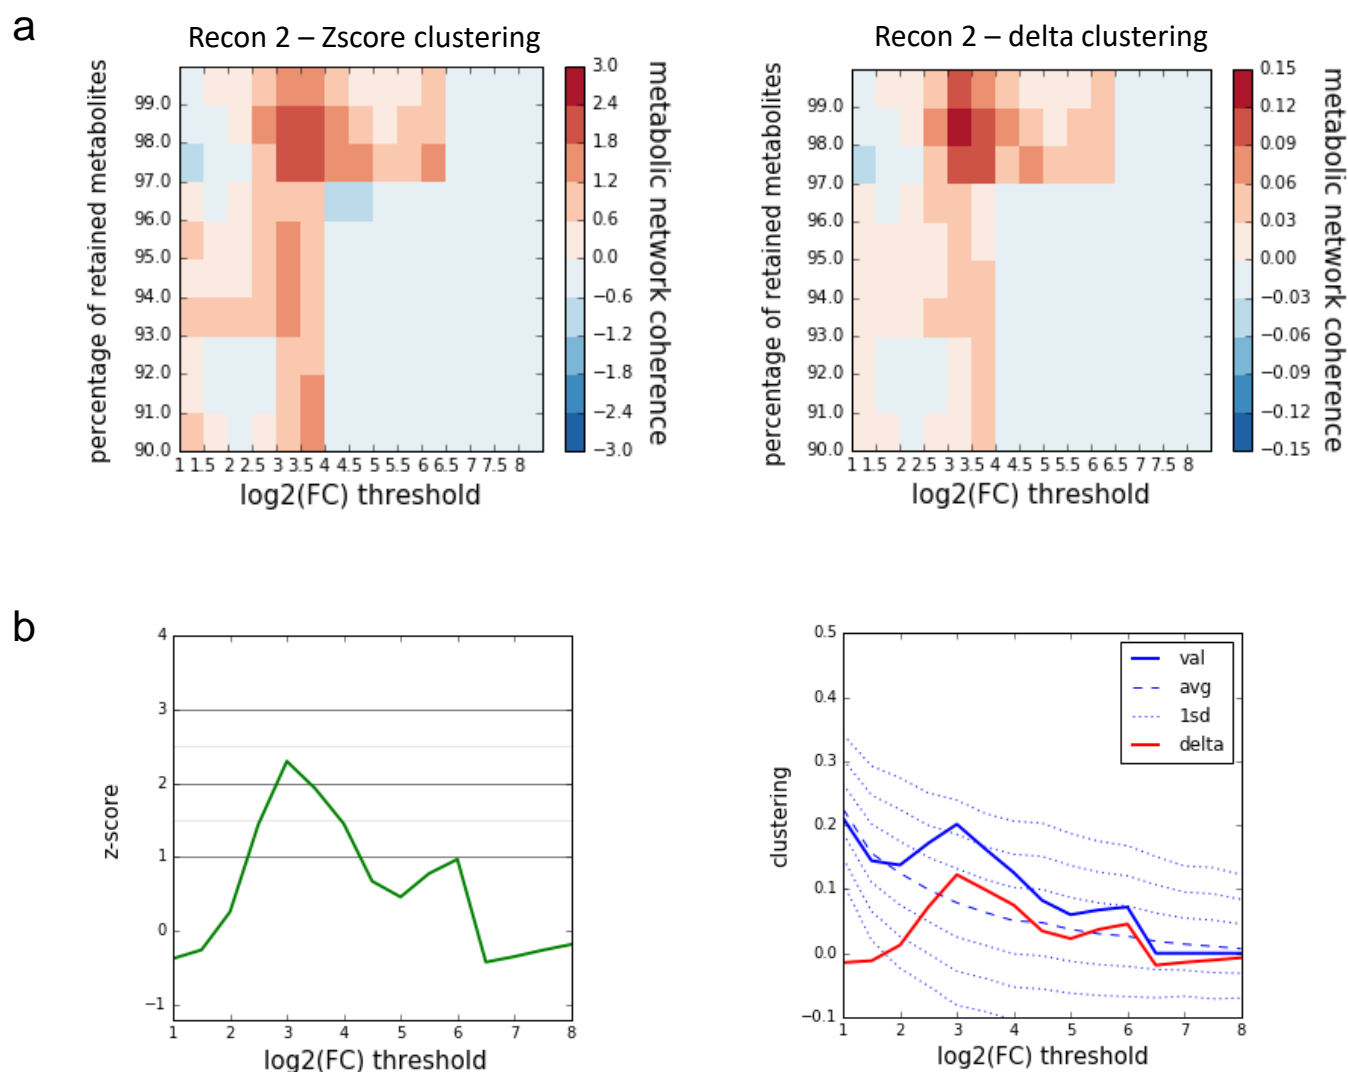 a
Recon 2 – Zscore clustering
percentage of retained metabolites
99.0
98.0
97.0
96.0
95.0
94.0
93.0
92.0
91.0
90.0
1 1.5 2 2.5 3 3.5 4 4.5 5 5.5 6 6.5 7 7.5 8
log2(FC) threshold
3.0
2.4
1.8
1.2
0.6
0.0
−0.6
−1.2
−1.8
−2.4
−3.0
metabolic network coherence
Recon 2 – delta clustering
percentage of retained metabolites
99.0
98.0
97.0
96.0
95.0
94.0
93.0
92.0
91.0
90.0
1 1.5 2 2.5 3 3.5 4 4.5 5 5.5 6 6.5 7 7.5 8
log2(FC) threshold
0.15
0.12
0.09
0.06
0.03
0.00
−0.03
−0.06
−0.09
−0.12
−0.15
metabolic network coherence
b
z-score
4
3
2
1
0
−1
1 2 3 4 5 6 7 8
log2(FC) threshold
clustering
0.5
0.4
0.3
0.2
0.1
0.0
−0.1
1 2 3 4 5 6 7 8
log2(FC) threshold
val
avg
1sd
delta